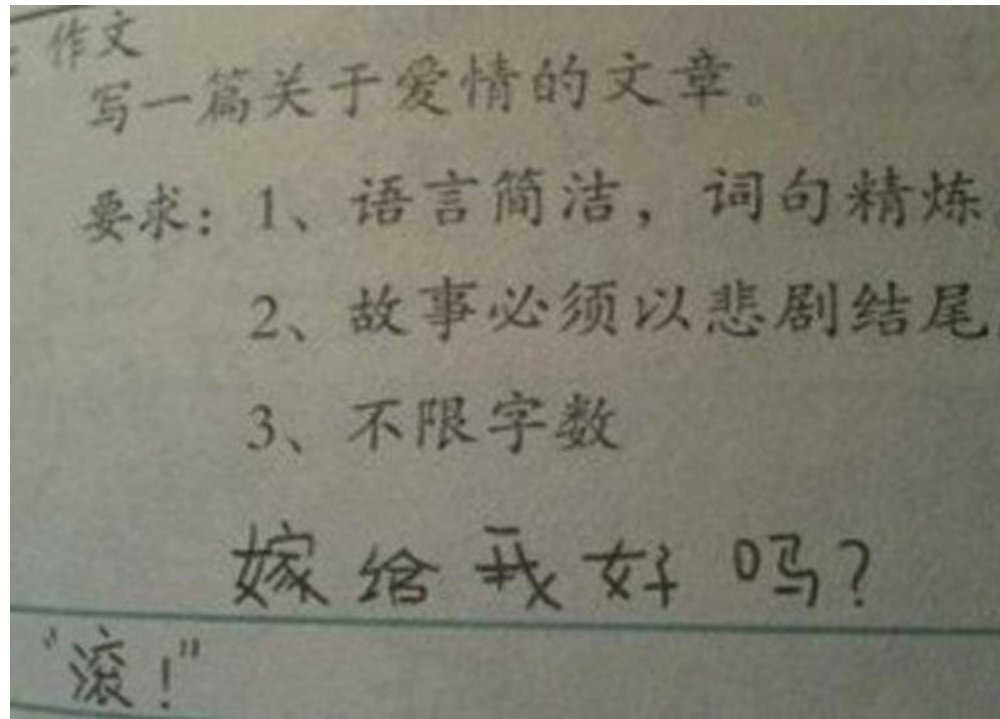 : 作文
写一篇关于爱情的文章。
要求：1、语言简洁，词句精炼
2、故事必须以悲剧结尾
3、不限字数
嫁给我好吗?
“滚!”